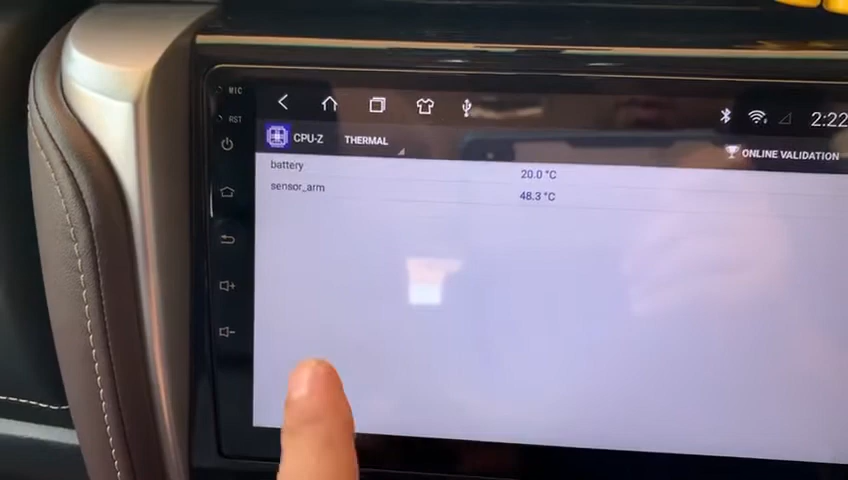 MIC
RST
2:22
CPU-Z THERMAL
ONLINE VALIDATION
battery 20.0 °C
sensor_arm 48.3 °C